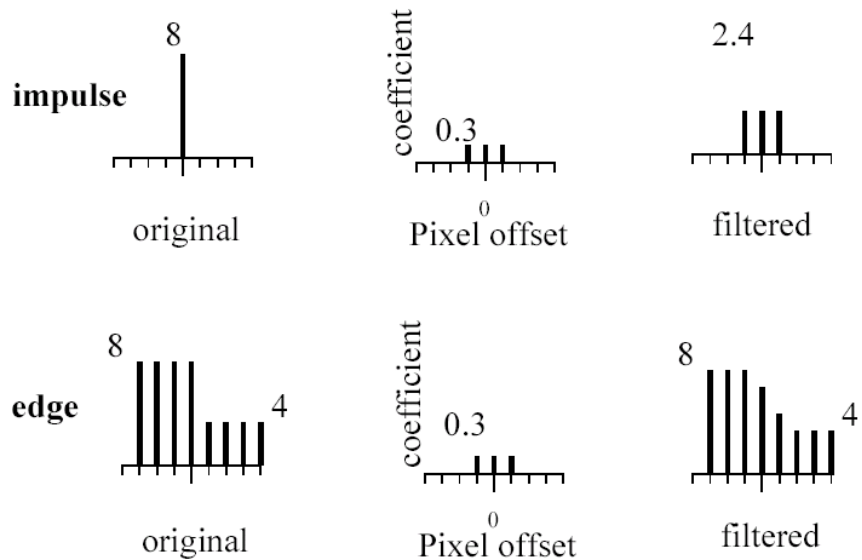 8
impulse
original
coefficient
0.3
0
Pixel offset
2.4
filtered
8
edge
4
original
coefficient
0.3
0
Pixel offset
8
4
filtered